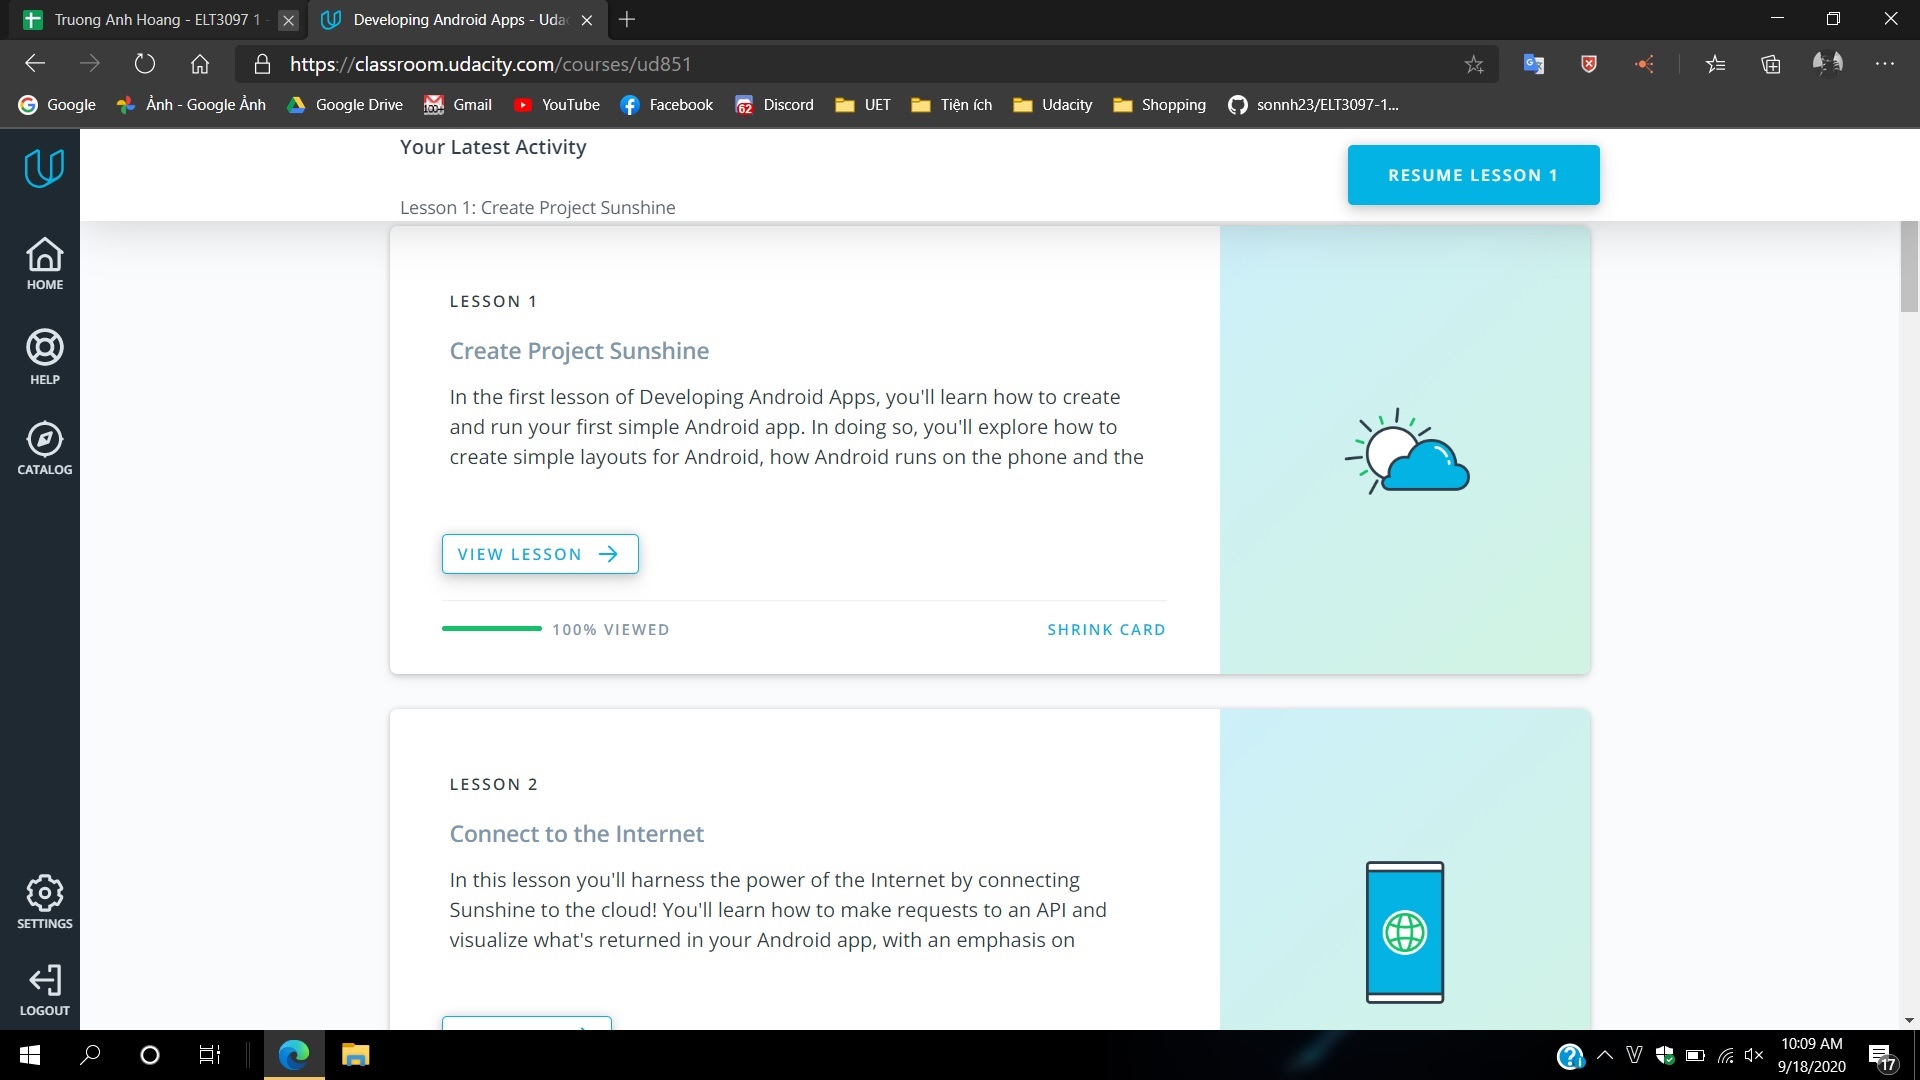 Truong Anh Hoang - ELT3097 1 -
Developing Android Apps - Uda
https://classroom.udacity.com/courses/ud851
Google
Ảnh - Google Ảnh
Google Drive
100+
Gmail
YouTube
Facebook
62
Discord
UET
Tiện ích
Udacity
Shopping
sonnh23/ELT3097-1...
Your Latest Activity
Lesson 1: Create Project Sunshine
RESUME LESSON 1
HOME
HELP
CATALOG
SETTINGS
LOGOUT
LESSON 1
Create Project Sunshine
In the first lesson of Developing Android Apps, you'll learn how to create
and run your first simple Android app. In doing so, you'll explore how to
create simple layouts for Android, how Android runs on the phone and the
VIEW LESSON
100% VIEWED
SHRINK CARD
LESSON 2
Connect to the Internet
In this lesson you'll harness the power of the Internet by connecting
Sunshine to the cloud! You'll learn how to make requests to an API and
visualize what's returned in your Android app, with an emphasis on
V
10:09 AM
9/18/2020
17